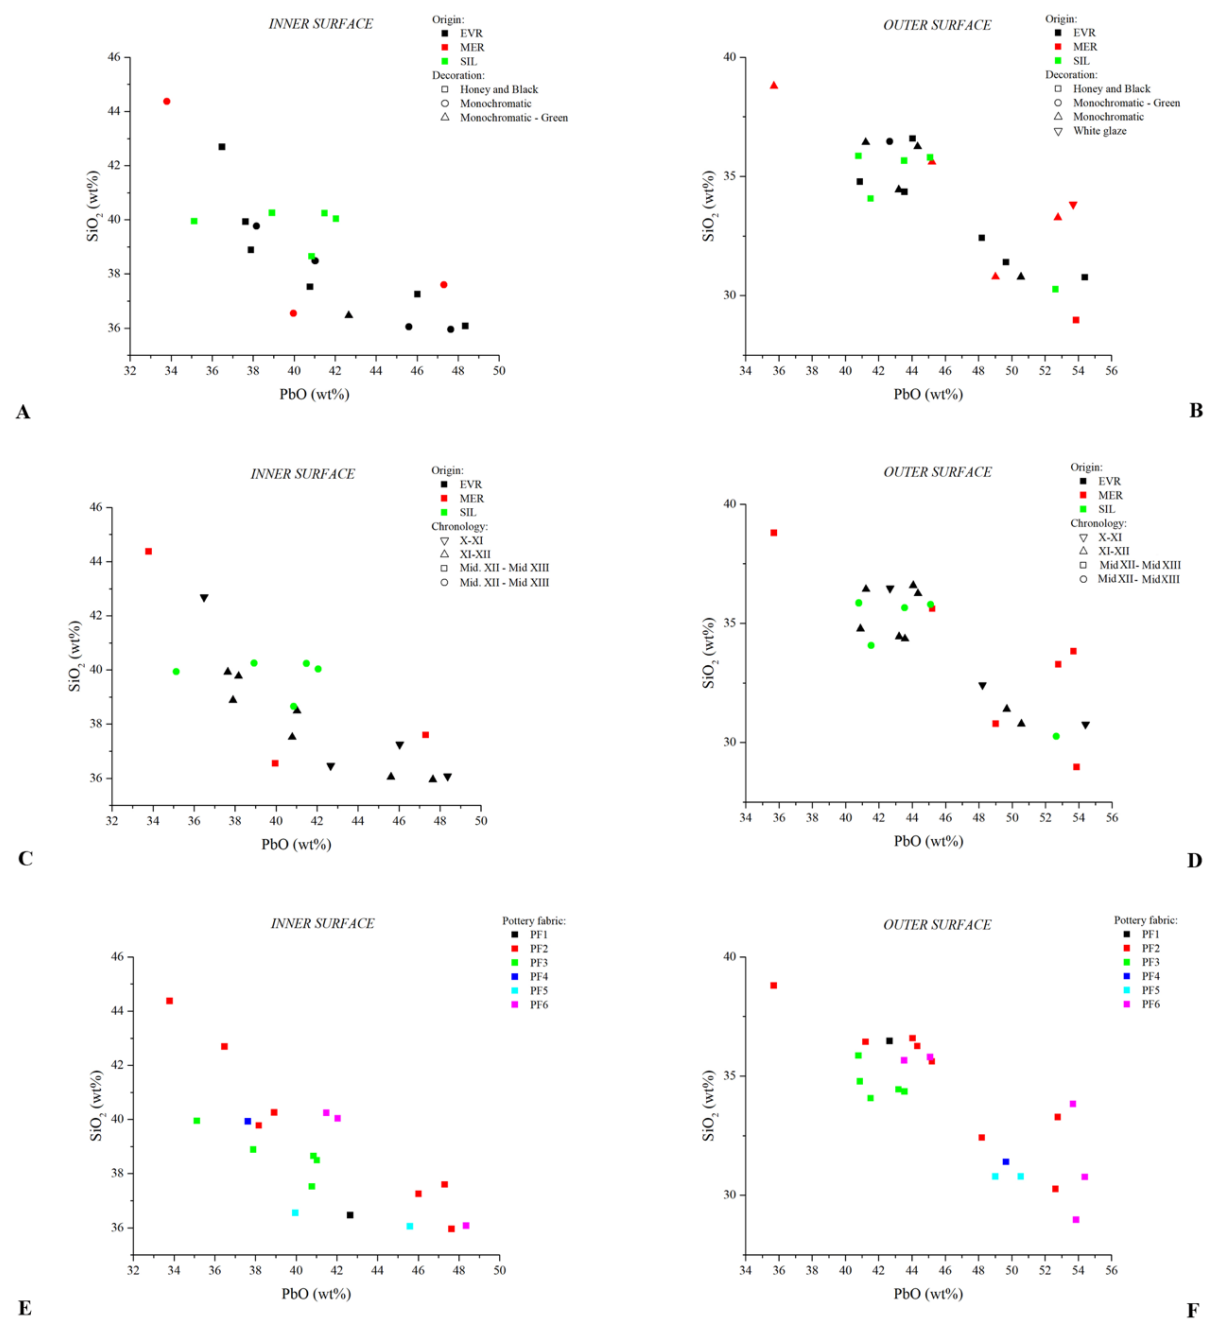 INNER SURFACE
Origin:
EVR
MER
SIL
Decoration:
Honey and Black
Monochromatic
Monochromatic - Green
46
44
42
40
38
36
SiO2 (wt%)
32 34 36 38 40 42 44 46 48 50
PbO (wt%)
A
OUTER SURFACE
Origin:
EVR
MER
SIL
Decoration:
Honey and Black
Monochromatic - Green
Monochromatic
White glaze
40
35
30
SiO2 (wt%)
34 36 38 40 42 44 46 48 50 52 54 56
PbO (wt%)
B
INNER SURFACE
Origin:
EVR
MER
SIL
Chronology:
X-XI
XI-XII
Mid. XII - Mid XIII
Mid. XII - Mid XIII
46
44
42
40
38
36
SiO2 (wt%)
32 34 36 38 40 42 44 46 48 50
PbO (wt%)
C
OUTER SURFACE
Origin:
EVR
MER
SIL
Chronology:
X-XI
XI-XII
Mid XII - Mid XIII
Mid XII - Mid XIII
40
35
30
SiO2 (wt%)
34 36 38 40 42 44 46 48 50 52 54 56
PbO (wt%)
D
INNER SURFACE
Pottery fabric:
PF1
PF2
PF3
PF4
PF5
PF6
46
44
42
40
38
36
SiO2 (wt%)
32 34 36 38 40 42 44 46 48 50
PbO (wt%)
E
OUTER SURFACE
Pottery fabric:
PF1
PF2
PF3
PF4
PF5
PF6
40
35
30
SiO2 (wt%)
34 36 38 40 42 44 46 48 50 52 54 56
PbO (wt%)
F